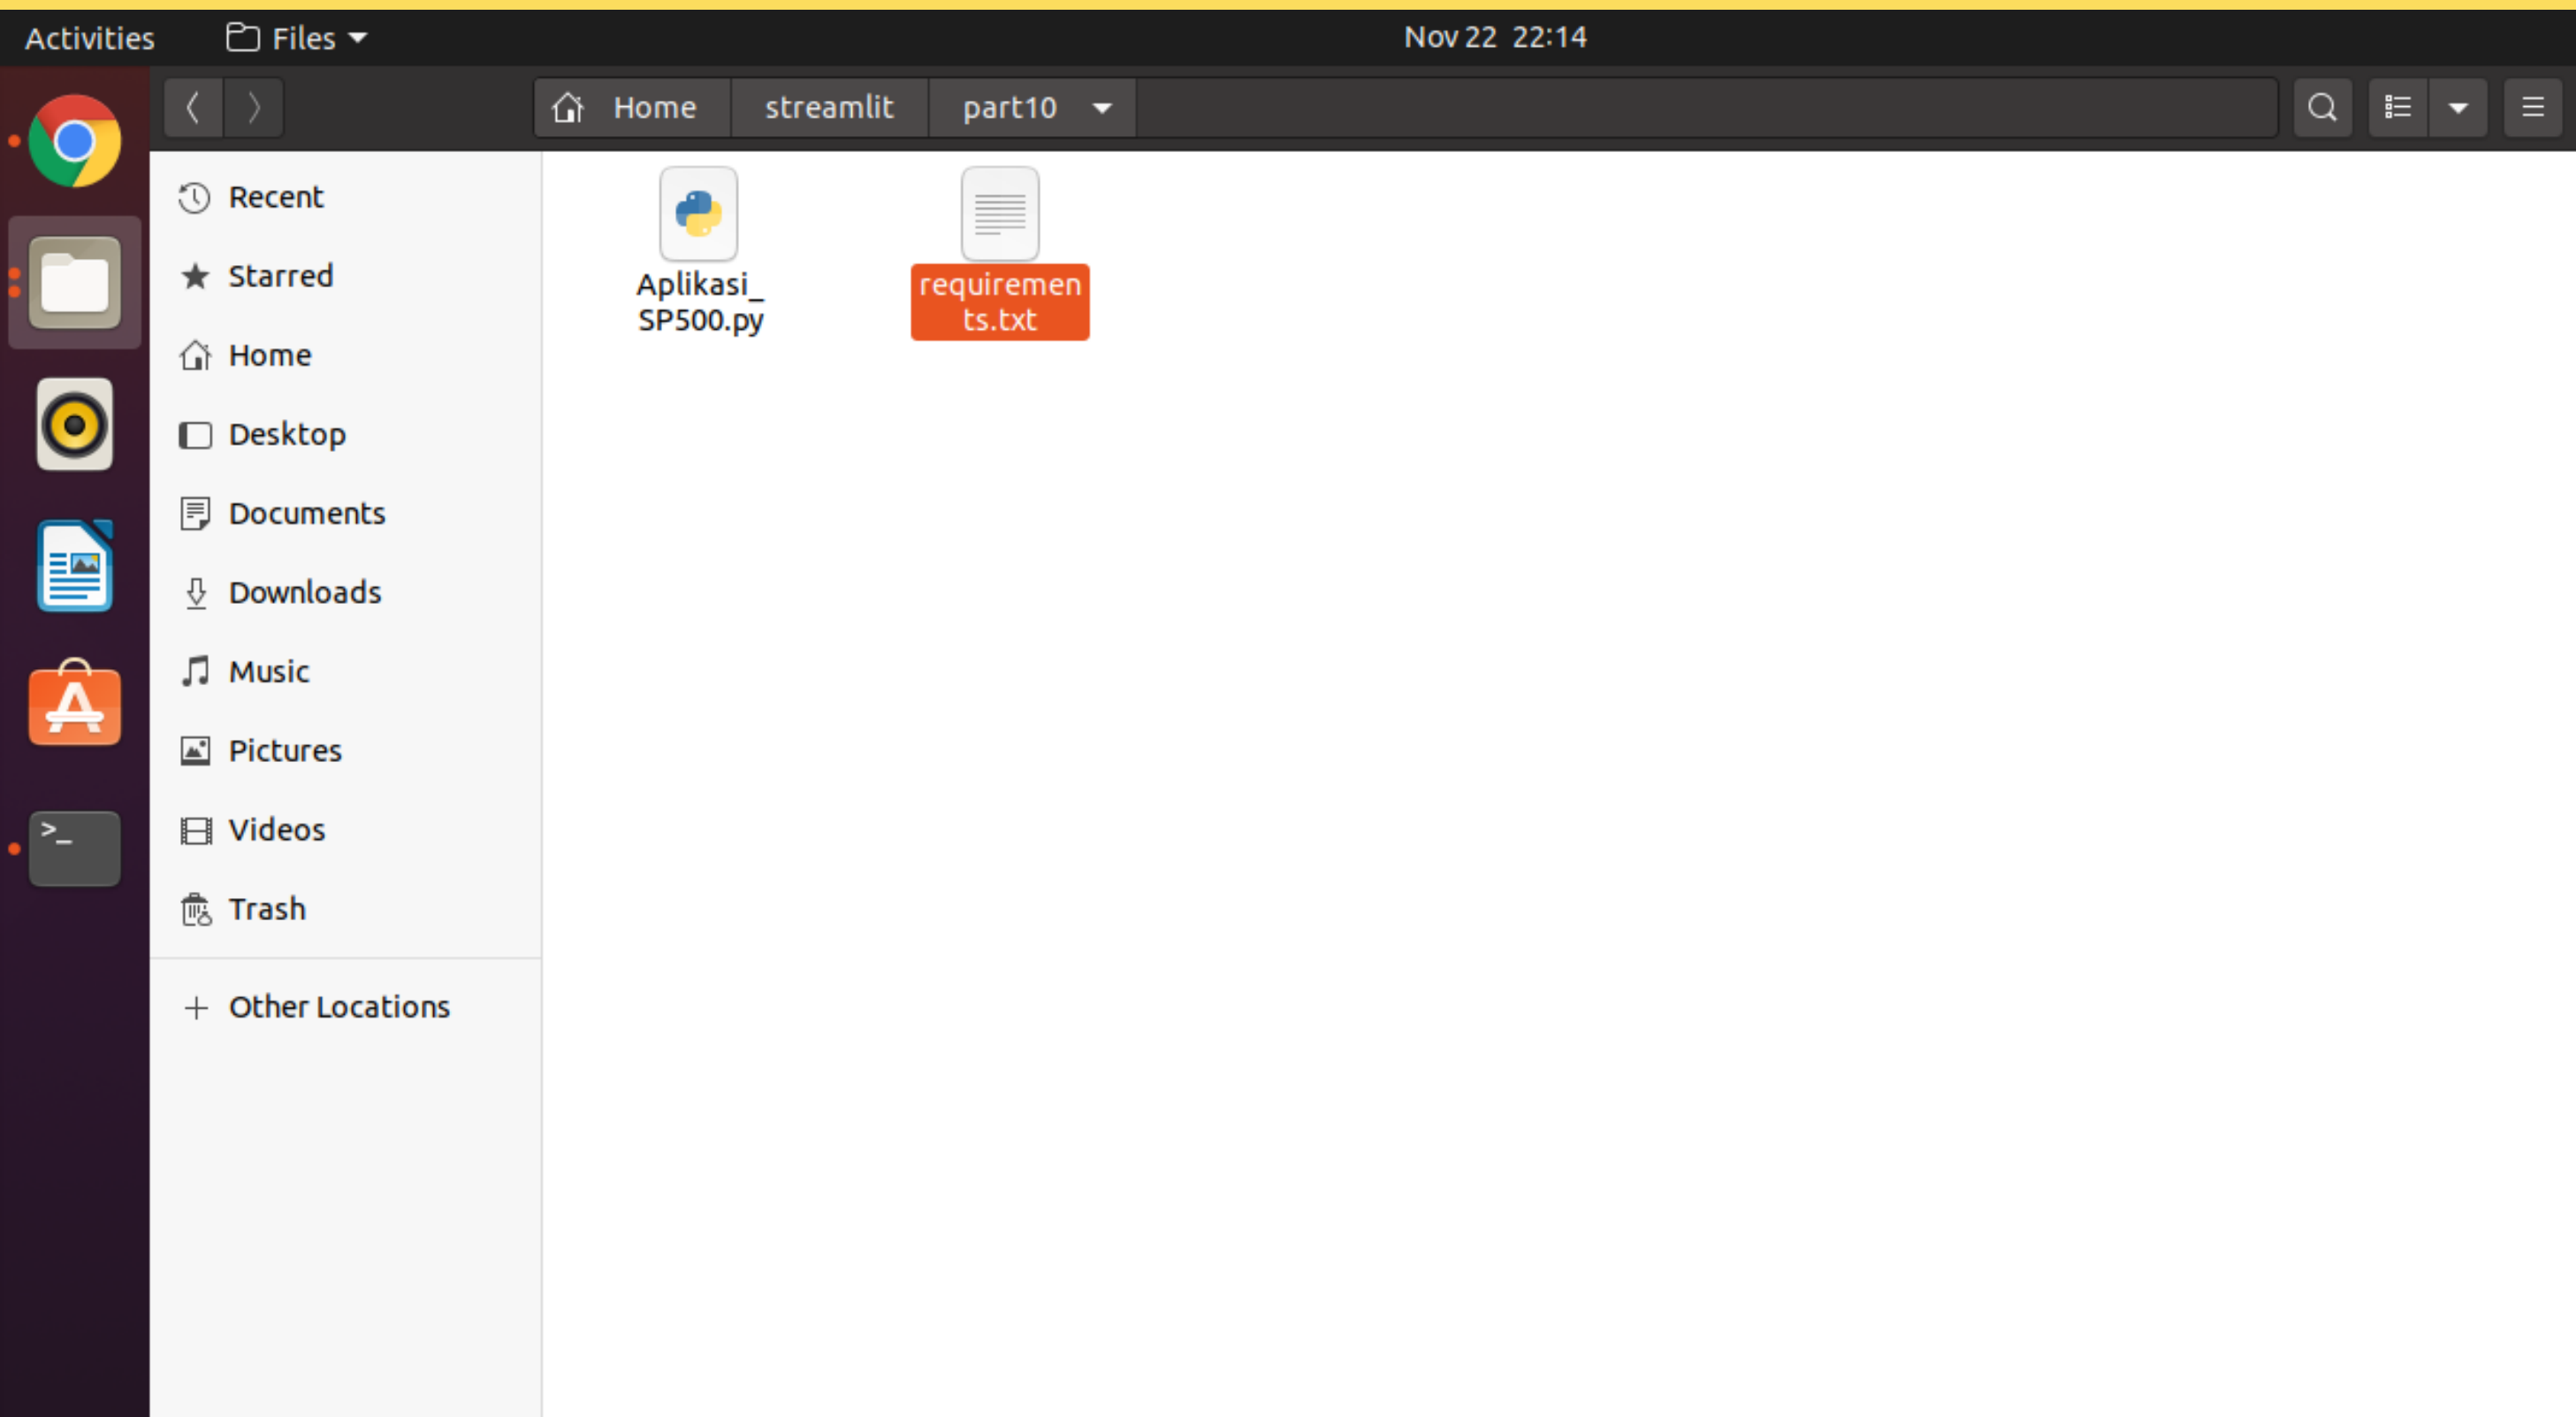 Activities
Files
Nov 22 22:14
Home
streamlit
part10
Recent
Starred
Home
Desktop
Documents
Downloads
Music
Pictures
Videos
Trash
Other Locations
Aplikasi_
SP500.py
requiremen
ts.txt
>_